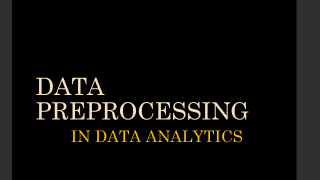 DATA
PREPROCESSING
IN DATA ANALYTICS